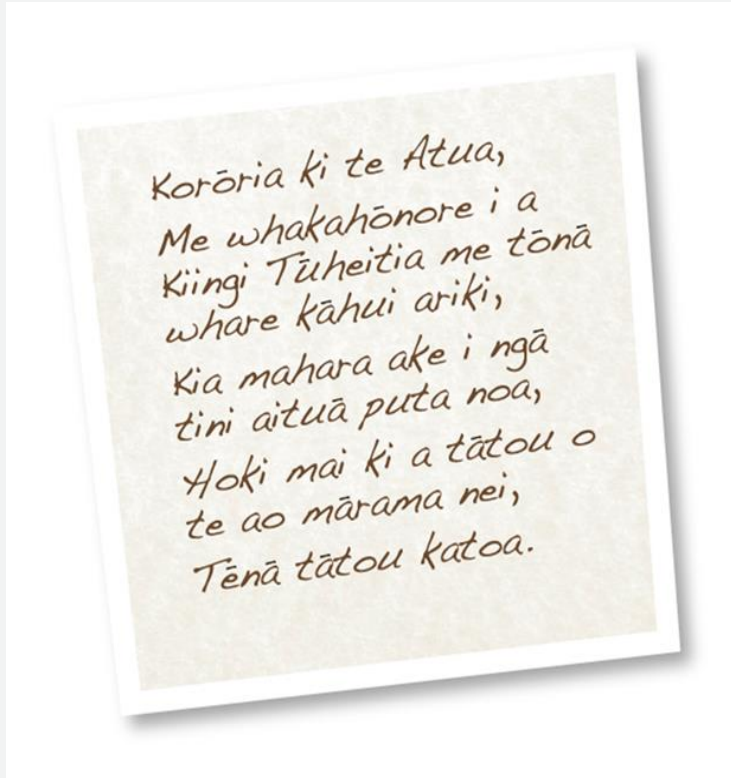 Korōria ki te Atua,
Me whakahōnore i a
Kiingi Tūheitia me tōnā
whare kāhui ariki,
Kia mahara ake i ngā
tini aituā puta noa,
Hoki mai ki a tātou o
te ao mārama nei,
Tēnā tātou katoa.